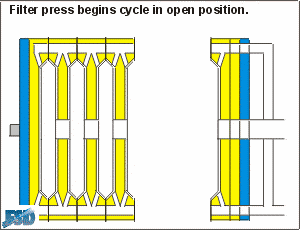 Filter press begins cycle in open position.